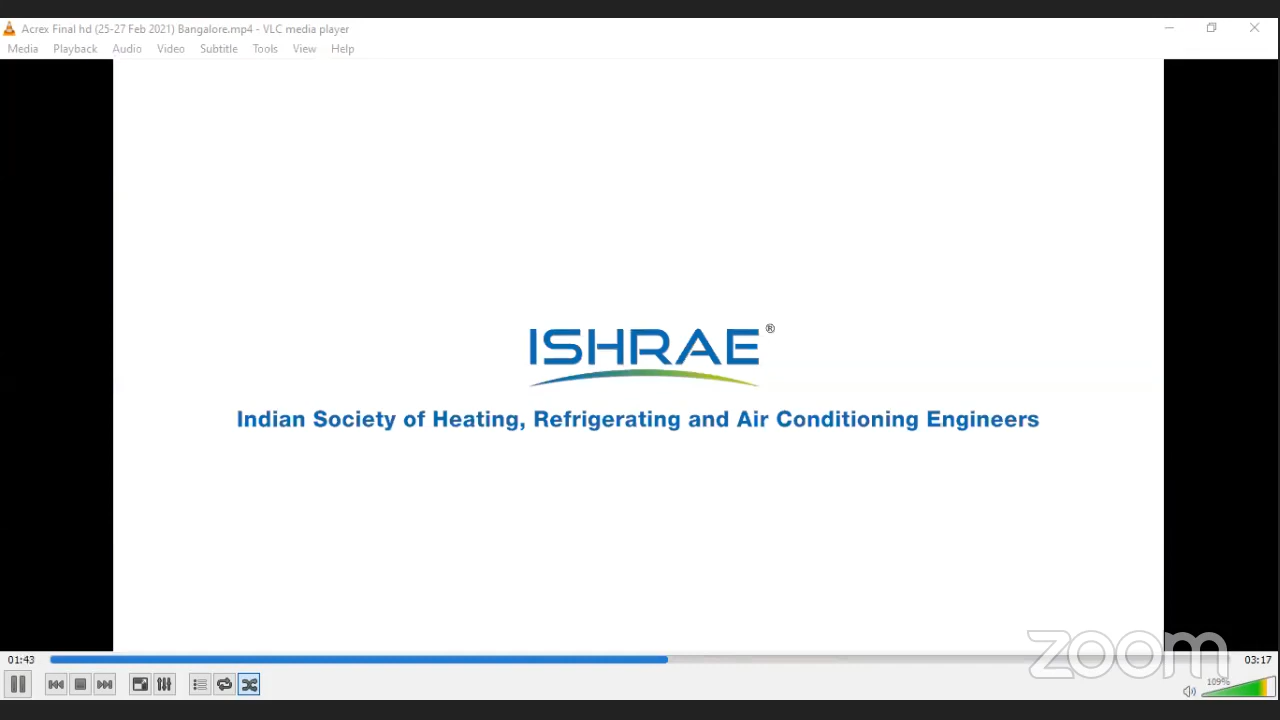 Acrex Final hd (25-27 Feb 2021) Bangalore.mp4 - VLC media player
Media Playback Audio Video Subtitle Tools View Help
ISHRAE®
Indian Society of Heating, Refrigerating and Air Conditioning Engineers
zoom
01:43
03:17
109%